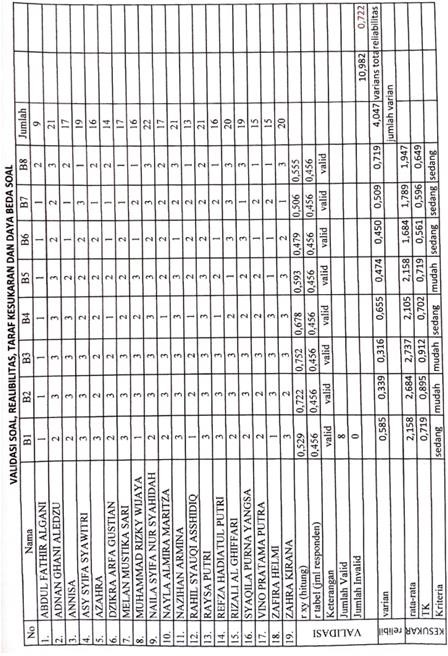 VALIDASI SOAL, REALIBILITAS, TARAF KESUKARAN DAN DAYA BEDA SOAL
No Nama B1 B2 B3 B4 B5 B6 B7 B8 Jumlah
1. ABDUL FATHIR ALGANI 1 1 1 1 1 1 1 2 9
2. ADNAN GHANI ALEDZU 2 3 3 3 3 2 2 3 21
3. ANNISA 2 3 3 3 2 1 1 2 17
4. ASY SYIFA SYAWITRI 3 3 3 2 2 2 3 1 19
5. AZAHRA 3 3 2 2 2 2 1 16
6. DZIKRA ARFA GUSTIAN 2 3 2 1 2 1 2 14
7. MELAN MUSTIKA SARI 3 3 3 2 2 2 1 1 17
8. MUHAMMAD RIZKY WIJAYA 1 3 3 2 3 1 2 1 16
9. NAILA SYIFA NUR SYAHIDAH 2 3 3 3 3 2 3 3 22
10. NAYLA ALMIRA MARITZA 2 2 3 1 3 2 2 2 17
11. NAZIHAN ARMINA 3 3 3 3 2 1 3 3 21
12. RAHIL SYAUQI ASSHIDIQ 1 2 2 2 2 2 1 1 13
13. RAYSA PUTRI 3 3 3 3 3 2 2 2 21
14. REFZA HADIATUL PUTRI 3 3 3 1 2 1 1 2 16
15. RIZALI AL GHIFFARI 2 3 3 2 1 3 3 3 20
16. SYAQILA PURNA YANGSA 2 3 3 2 2 3 1 3 19
17. VINO PRATAMA PUTRA 2 2 3 2 2 1 2 1 15
18. ZAFIRA HELMI 1 3 3 3 2 1 1 1 15
19. ZAHRA KIRANA 3 2 3 3 3 2 1 3 20
VALIDASI
r xy (hitung) 0,529 0,722 0,752 0,678 0,593 0,479 0,506 0,555
r tabel (jml responden) 0,456 0,456 0,456 0,456 0,456 0,456 0,456 0,456
Keterangan valid valid valid valid valid valid valid valid
Jumlah Valid 8
Jumlah Invalid 0 10,982 0,722
relibil varian 0,585 0,339 0,316 0,655 0,474 0,450 0,509 0,719 4,047 varians tota reliabilitas
jumlah varian
KESUKAR rata-rata 2,158 2,684 2,737 2,105 2,158 1,684 1,789 1,947
TK 0,719 0,895 0,912 0,702 0,719 0,561 0,596 0,649
Kriteria sedang mudah mudah sedang mudah sedang sedang sedang